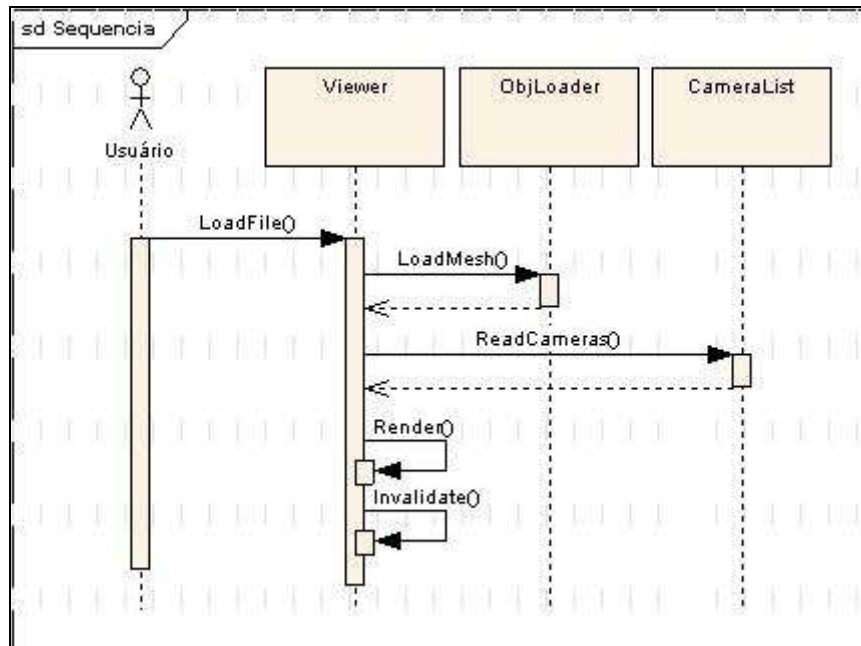 sd Sequencia
Viewer
ObjLoader
CameraList
Usuário
LoadFile()
LoadMesh()
ReadCameras()
Render()
Invalidate()